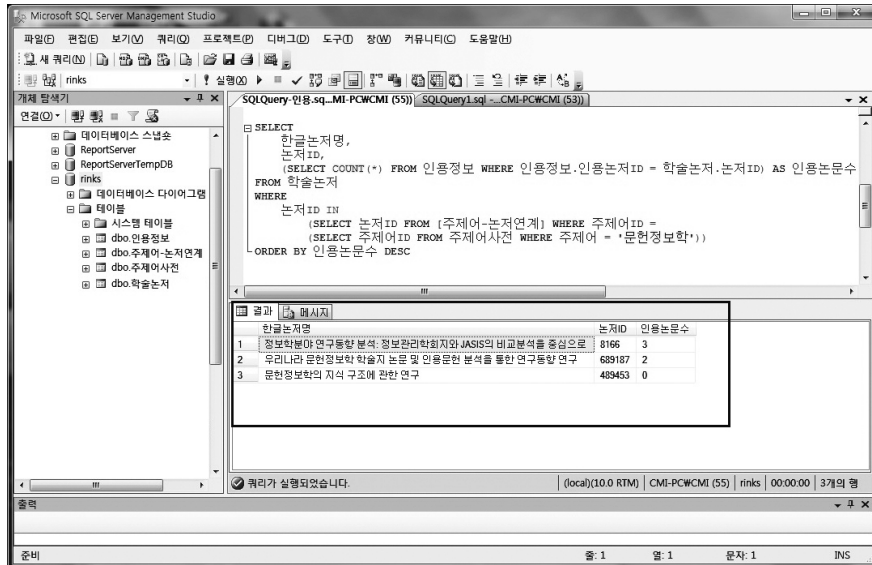 Microsoft SQL Server Management Studio
파일(F) 편집(E) 보기(V) 쿼리(Q) 프로젝트(P) 디버그(D) 도구(T) 창(W) 커뮤니티(C) 도움말(H)
새 쿼리(N)
rinks 실행(X)
개체 탐색기
연결(O)
데이터베이스 스냅숏
ReportServer
ReportServerTempDB
rinks
데이터베이스 다이어그램
테이블
시스템 테이블
dbo.인용정보
dbo.주제어-논저연계
dbo.주제어사전
dbo.학술논저
SQLQuery-인용.sq...MI-PC₩CMI (55)) SQLQuery1.sql -...CMI-PC₩CMI (53))
SELECT
한글논저명,
논저ID,
(SELECT COUNT(*) FROM 인용정보 WHERE 인용정보.인용논저ID = 학술논저.논저ID) AS 인용논문수
FROM 학술논저
WHERE
논저ID IN
(SELECT 논저ID FROM [주제어-논저연계] WHERE 주제어ID =
(SELECT 주제어ID FROM 주제어사전 WHERE 주제어 = '문헌정보학'))
ORDER BY 인용논문수 DESC
결과 메시지
한글논저명 논저ID 인용논문수
1 정보학분야 연구동향 분석: 정보관리학회지와 JASIS의 비교분석을 중심으로 8166 3
2 우리나라 문헌정보학 학술지 논문 및 인용문헌 분석을 통한 연구동향 연구 689187 2
3 문헌정보학의 지식 구조에 관한 연구 489453 0
쿼리가 실행되었습니다. (local)(10.0 RTM) CMI-PC₩CMI (55) rinks 00:00:00 3개의 행
출력
준비 줄: 1 열: 1 문자: 1 INS